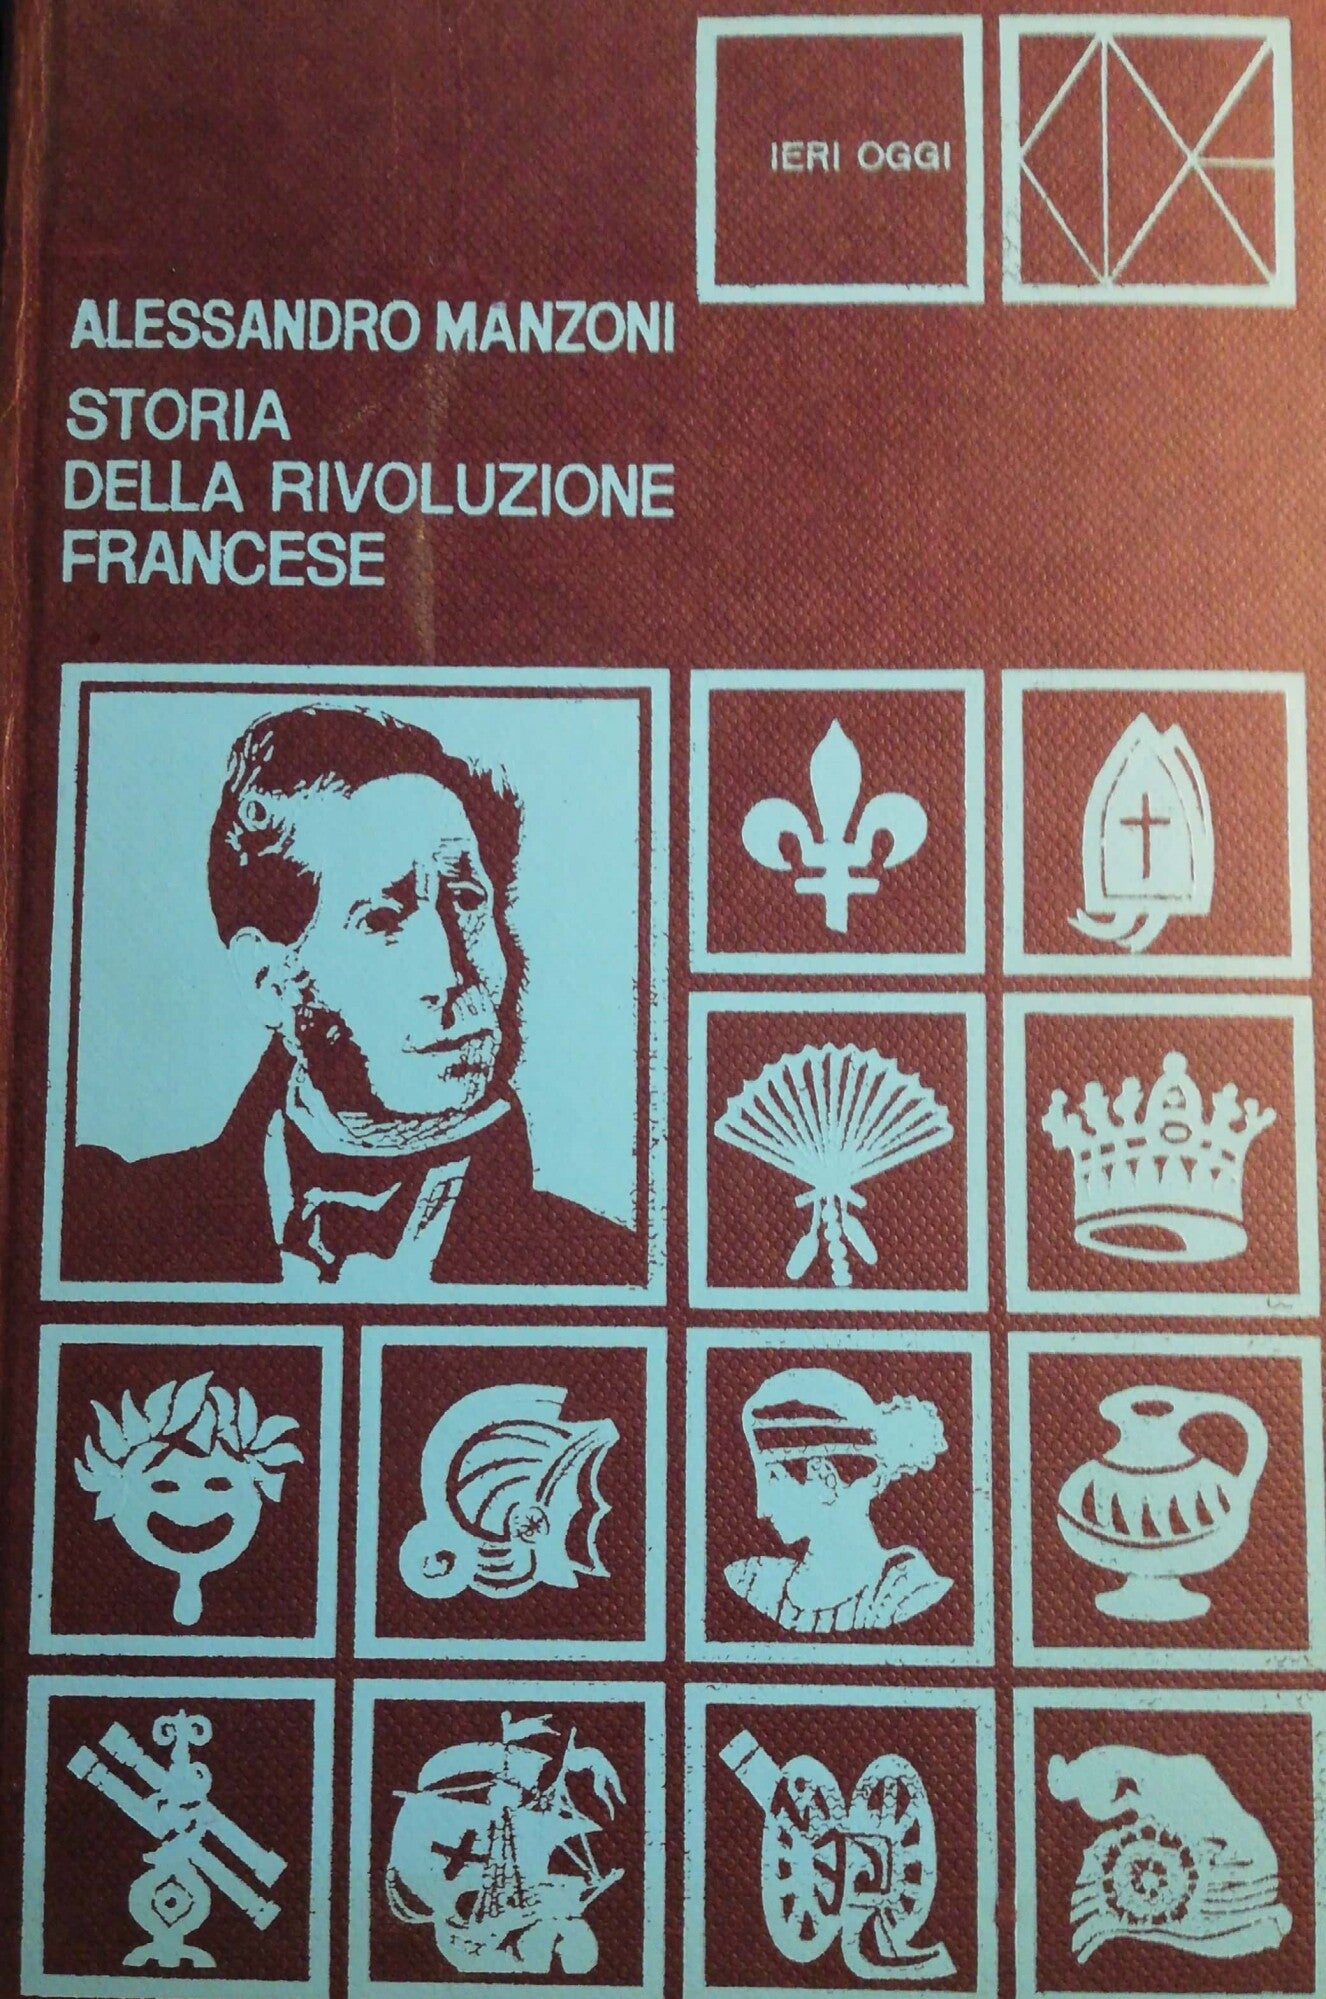 IERI OGGI
ALESSANDRO MANZONI
STORIA
DELLA RIVOLUZIONE
FRANCESE